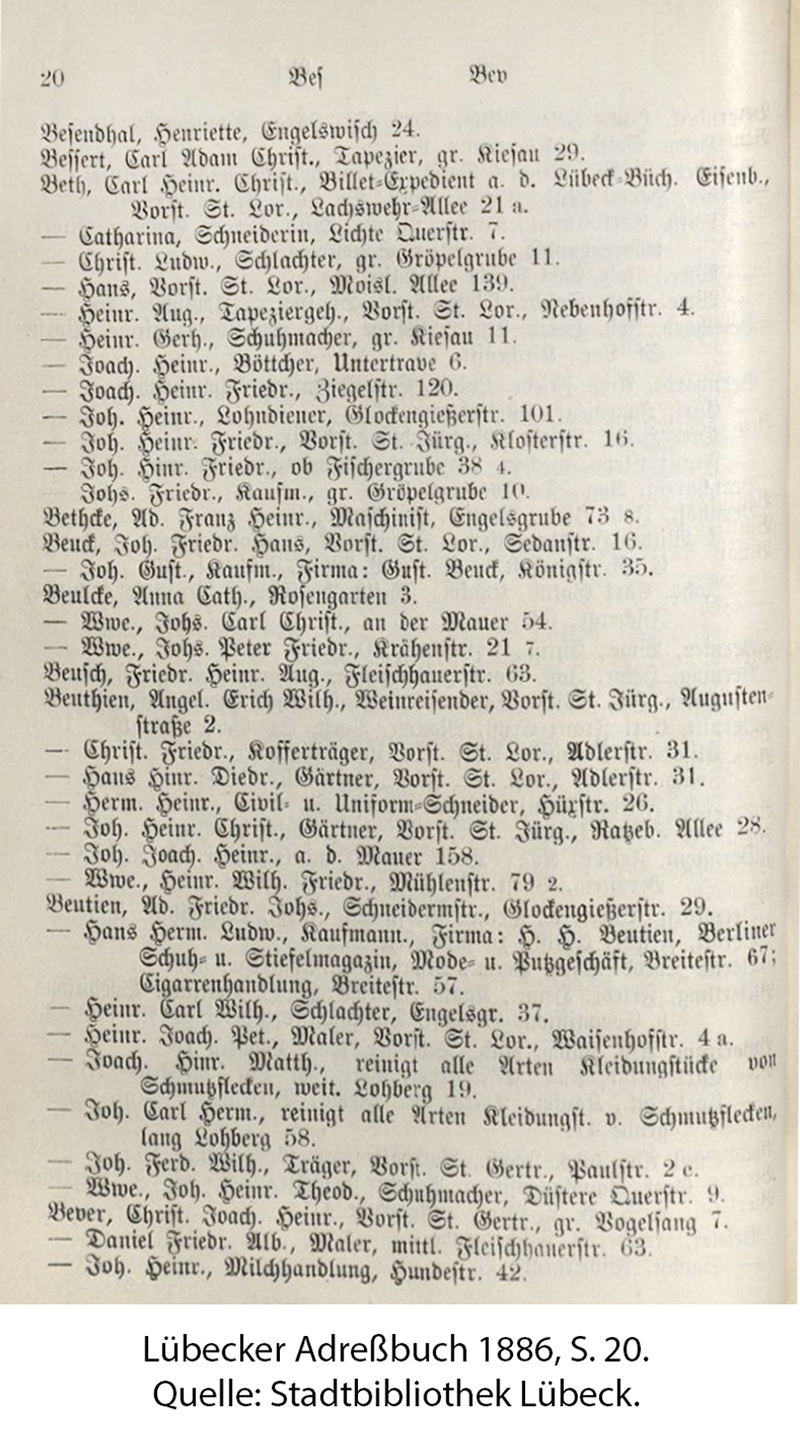 20 Bes Bev
Besendhal, Henriette, Engelswisch 24.
Bessert, Carl Adam Christ., Tapezier, gr. Kiesau 29.
Beth, Carl Heinr. Christ., Billet-Expedient a. d. Lübeck-Büch. Eisenb.,
Vorst. St. Lor., Lachswehr-Allee 21 a.
— Catharina, Schneiderin, Lichte Querstr. 7.
— Christ. Ludw., Schlachter, gr. Gröpelgrube 11.
— Hans, Vorst. St. Lor., Moisl. Allee 139.
— Heinr. Aug., Tapeziergeh., Vorst. St. Lor., Nebenhofstr. 4.
— Heinr. Gerh., Schuhmacher, gr. Kiesau 11.
— Joach. Heinr., Böttcher, Untertrave 6.
— Joach. Heinr. Friedr., Ziegelstr. 120.
— Joh. Heinr., Lohndiener, Glockengießerstr. 101.
— Joh. Heinr. Friedr., Vorst. St. Jürg., Klosterstr. 16.
— Joh. Hinr. Friedr., ob Fischergrube 38 4.
Johs. Friedr., Kaufm., gr. Gröpelgrube 10.
Bethcke, Ad. Franz Heinr., Maschinist, Engelsgrube 73 8.
Beuck, Joh. Friedr. Hans, Vorst. St. Lor., Sedanstr. 16.
— Joh. Gust., Kaufm., Firma: Gust. Beuck, Königstr. 35.
Beulcke, Anna Cath., Rosengarten 3.
— Wwe., Johs. Carl Christ., an der Mauer 54.
— Wwe., Johs. Peter Friedr., Krähenstr. 21 7.
Beusch, Friedr. Heinr. Aug., Fleischhauerstr. 63.
Beuthien, Angel. Erich Wilh., Weinreisender, Vorst. St. Jürg., Augusten-
straße 2.
— Christ. Friedr., Kofferträger, Vorst. St. Lor., Adlerstr. 31.
— Hans Hinr. Diedr., Gärtner, Vorst. St. Lor., Adlerstr. 31.
— Herm. Heinr., Civil- u. Uniform-Schneider, Hüxstr. 26.
— Joh. Heinr. Christ., Gärtner, Vorst. St. Jürg., Ratzeb. Allee 28.
— Joh. Joach. Heinr., a. d. Mauer 158.
— Wwe., Heinr. Wilh. Friedr., Mühlenstr. 79 2.
Beutien, Ad. Friedr. Johs., Schneidermstr., Glockengießerstr. 29.
— Hans Herm. Ludw., Kaufmann., Firma: H. H. Beutien, Berliner
Schuh- u. Stiefelmagazin, Mode- u. Putzgeschäft, Breitestr. 67;
Cigarrenhandlung, Breitestr. 57.
— Heinr. Carl Wilh., Schlachter, Engelsgr. 37.
— Heinr. Joach. Pet., Maler, Vorst. St. Lor., Waisenhofstr. 4 a.
— Joach. Hinr. Matth., reinigt alle Arten Kleidungstücke von
Schmutzflecken, weit. Lohberg 19.
— Joh. Carl Herm., reinigt alle Arten Kleidungst. v. Schmutzflecken,
lang Lohberg 58.
— Joh. Ferd. Wilh., Träger, Vorst. St. Gertr., Paulstr. 2 c.
— Wwe., Joh. Heinr. Theod., Schuhmacher, Düstere Querstr. 9.
Bever, Christ. Joach. Heinr., Vorst. St. Gertr., gr. Vogelsang 7.
— Daniel Friedr. Alb., Maler, mittl. Fleischhauerstr. 63.
— Joh. Heinr., Milchhandlung, Hundestr. 42.
Lübecker Adreßbuch 1886, S. 20.
Quelle: Stadtbibliothek Lübeck.